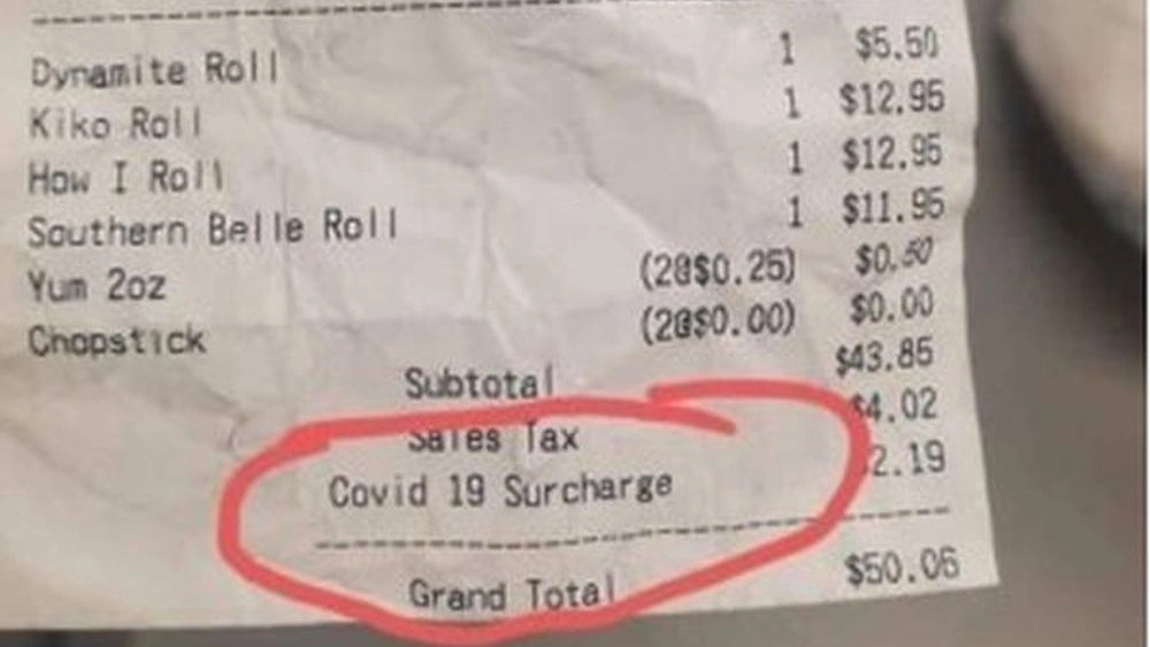 Dynamite Roll 1 $5.50
Kiko Roll 1 $12.95
How I Roll 1 $12.95
Southern Belle Roll 1 $11.95
Yum 2oz (2@$0.25) $0.50
Chopstick (2@$0.00) $0.00
Subtotal $43.85
Sales Tax $4.02
Covid 19 Surcharge 2.19
Grand Total $50.06